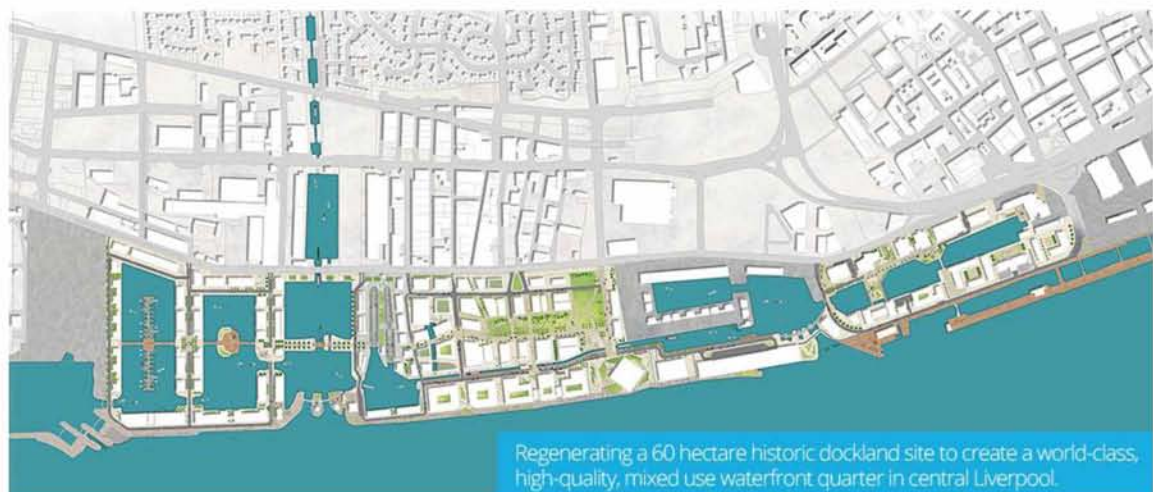 Regenerating a 60 hectare historic dockland site to create a world-class,
high-quality, mixed use waterfront quarter in central Liverpool.